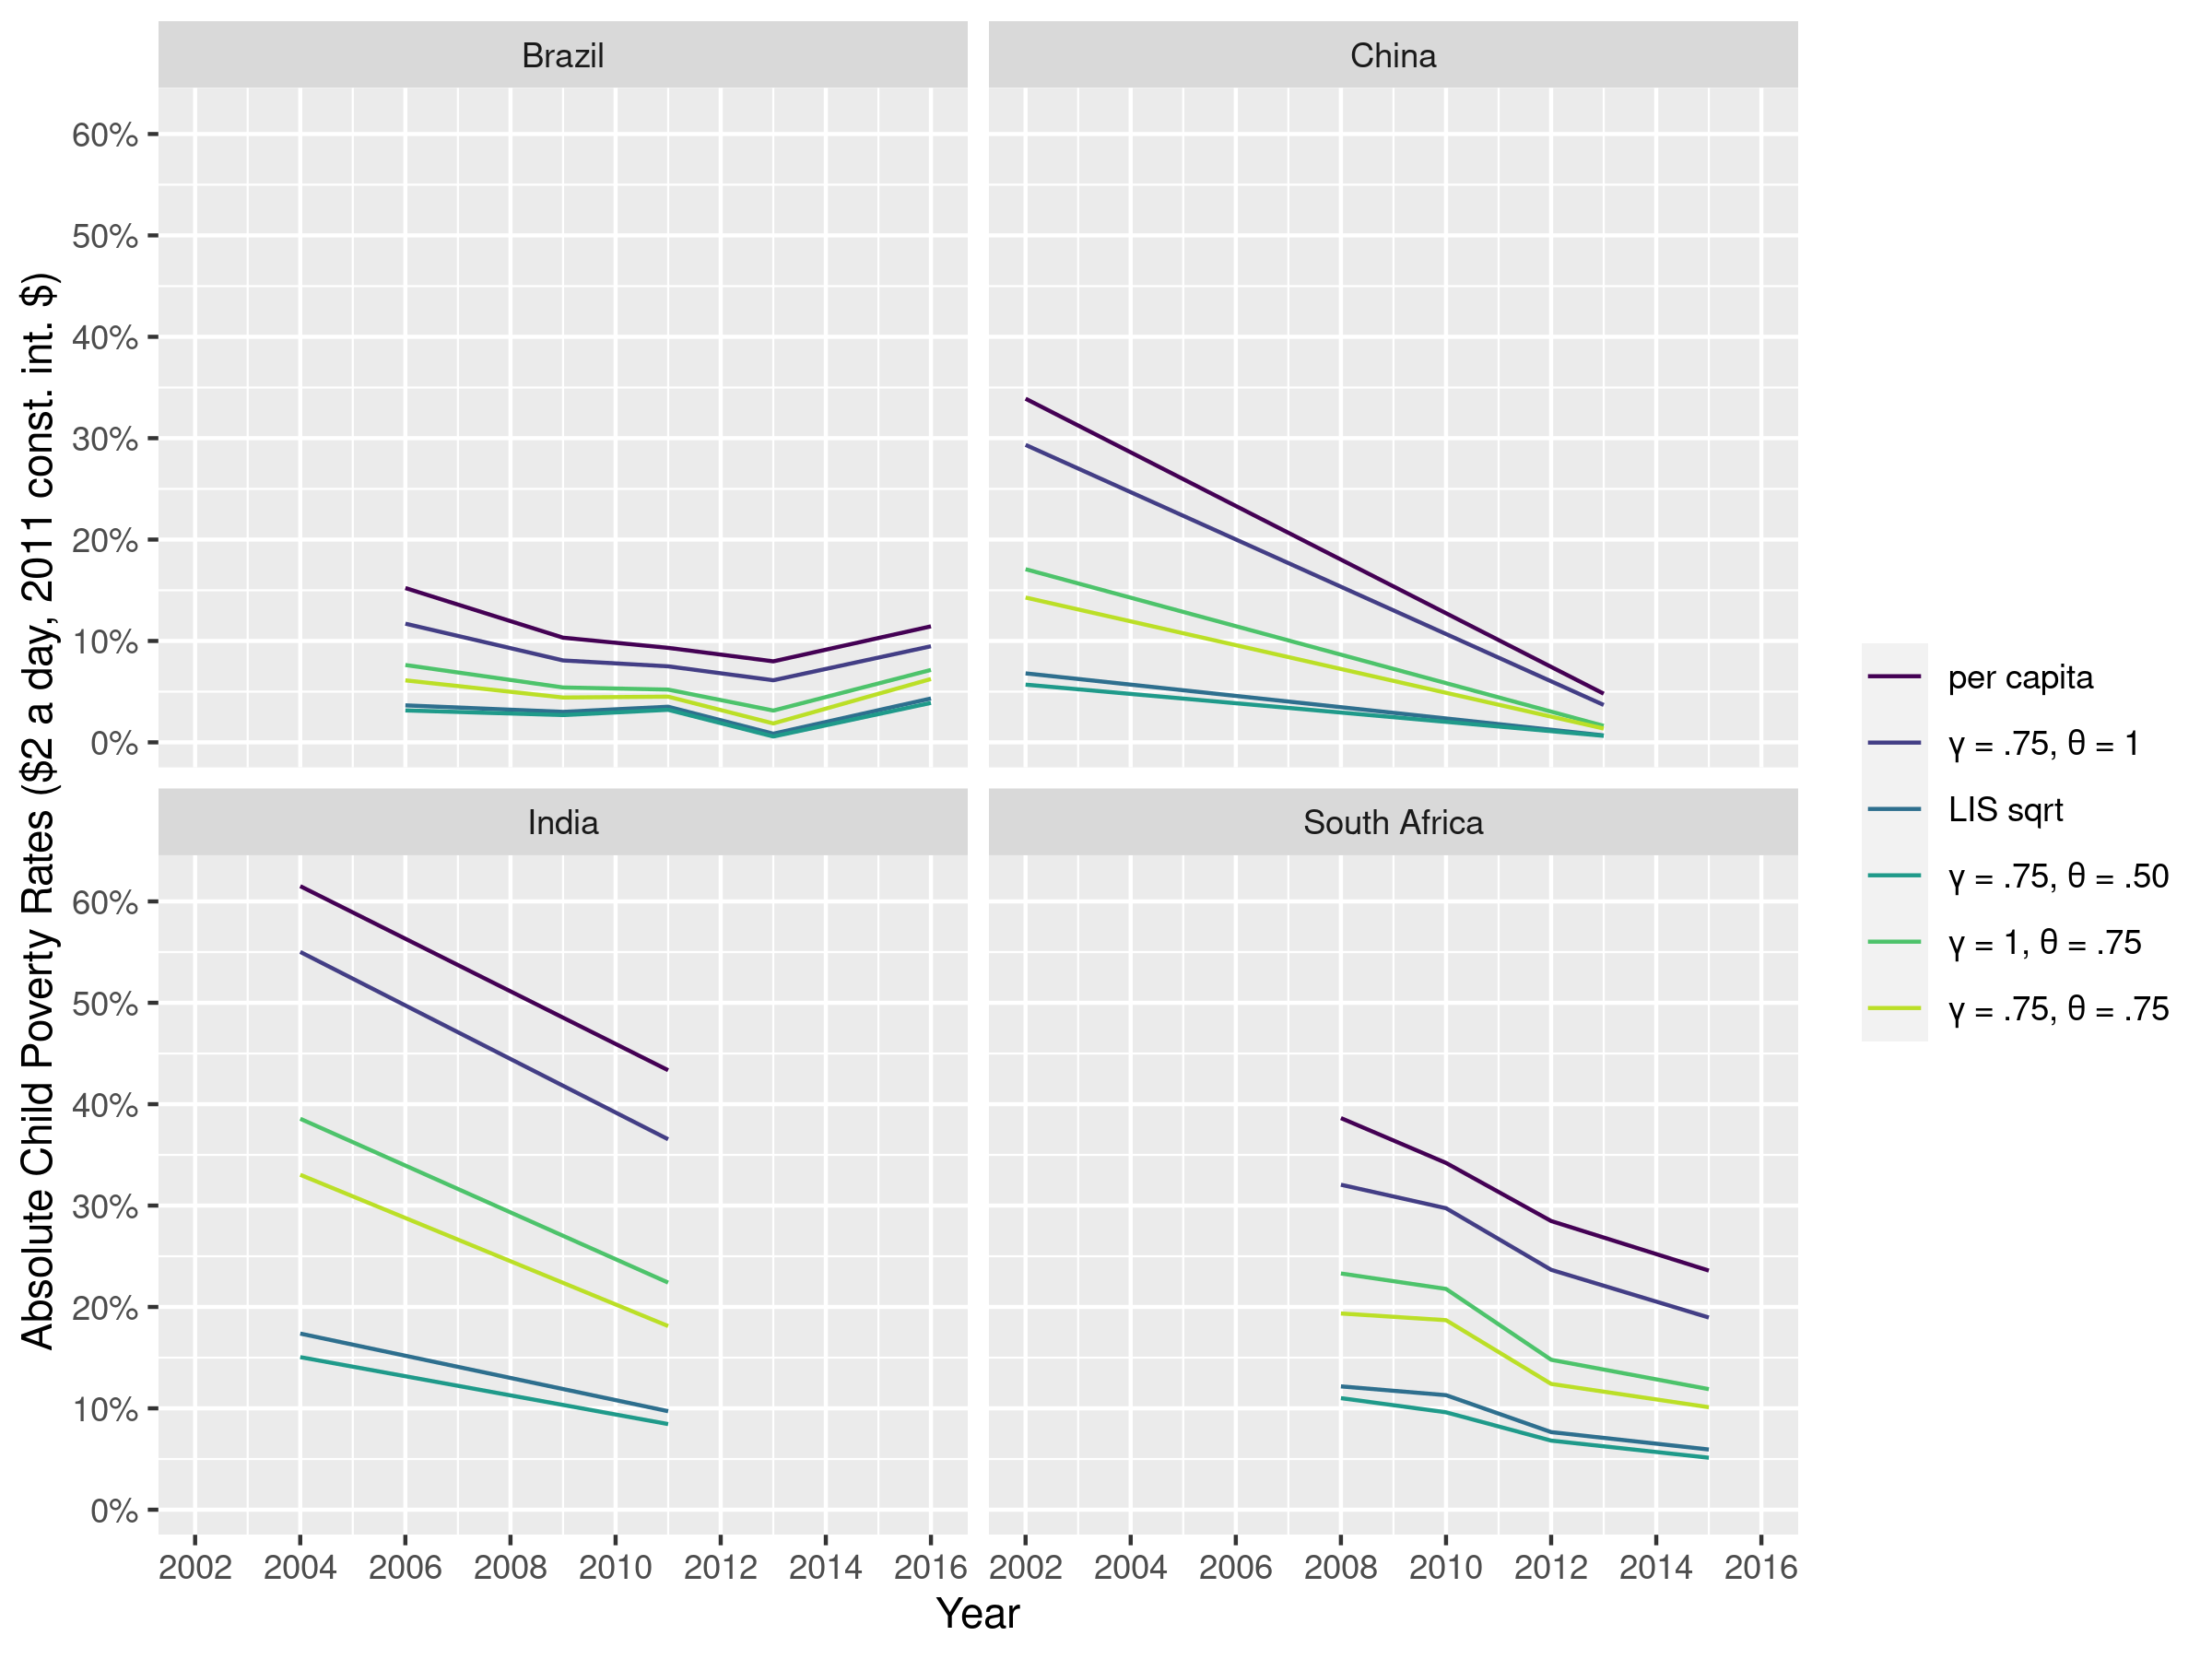 Brazil
China
60%
50%
40%
30%
20%
10%
0%
India
South Africa
60%
50%
40%
30%
20%
10%
0%
2002 2004 2006 2008 2010 2012 2014 2016
2002 2004 2006 2008 2010 2012 2014 2016
Year
Absolute Child Poverty Rates ($2 a day, 2011 const. int. $)
per capita
γ = .75, θ = 1
LIS sqrt
γ = .75, θ = .50
γ = 1, θ = .75
γ = .75, θ = .75